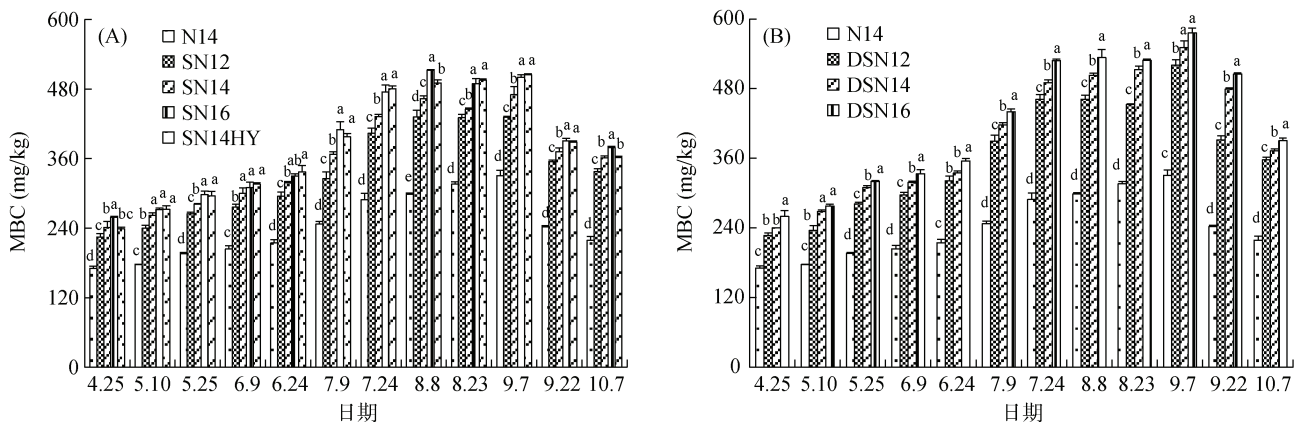 (A)
N14
SN12
SN14
SN16
SN14HY
MBC (mg/kg)
600
480
360
240
120
0
d c b a bc
d b a a a
d c b a a
c b a a a
d c b a a
d c b a a
d c b a a
e d c a b
d c b a a
d c b a a
d c b a a
d c b a b
4.25 5.10 5.25 6.9 6.24 7.9 7.24 8.8 8.23 9.7 9.22 10.7
日期
(B)
N14
DSN12
DSN14
DSN16
MBC (mg/kg)
600
480
360
240
120
0
c b b a
c b a a
d c b a
d c b a
c b b a
d c b a
d c b a
d c b a
d c b a
c b a a
d c b a
d c b a
4.25 5.10 5.25 6.9 6.24 7.9 7.24 8.8 8.23 9.7 9.22 10.7
日期